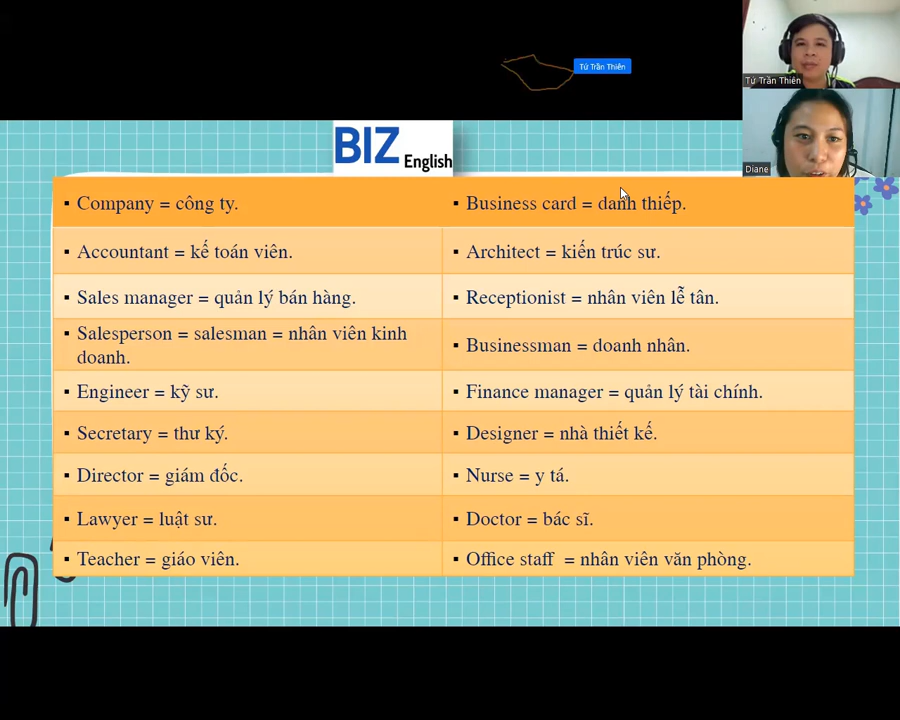 Tứ Trần Thiên
Tứ Trần Thiên
BIZ
English
Diane
▪ Company = công ty.
▪ Business card = danh thiếp.
▪ Accountant = kế toán viên.
▪ Architect = kiến trúc sư.
▪ Sales manager = quản lý bán hàng.
▪ Receptionist = nhân viên lễ tân.
▪ Salesperson = salesman = nhân viên kinh
doanh.
▪ Businessman = doanh nhân.
▪ Engineer = kỹ sư.
▪ Finance manager = quản lý tài chính.
▪ Secretary = thư ký.
▪ Designer = nhà thiết kế.
▪ Director = giám đốc.
▪ Nurse = y tá.
▪ Lawyer = luật sư.
▪ Doctor = bác sĩ.
▪ Teacher = giáo viên.
▪ Office staff = nhân viên văn phòng.